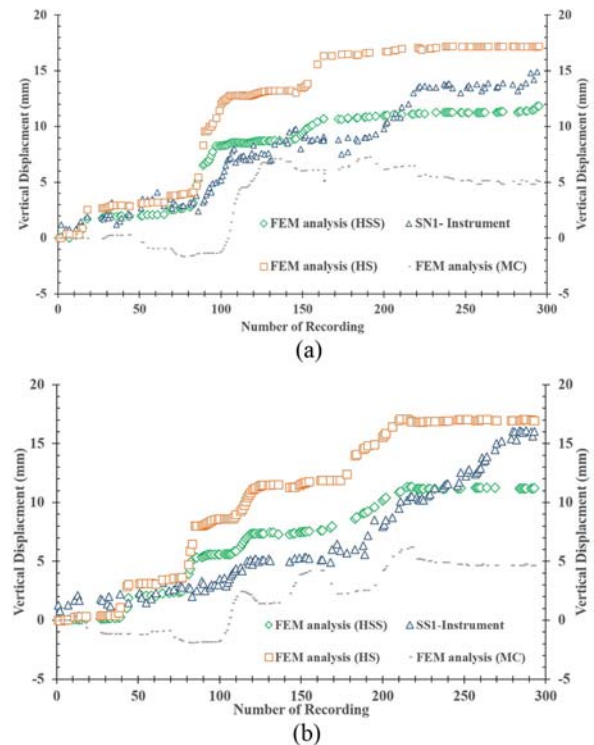 20
15
10
5
0
-5
Vertical Displacment (mm)
FEM analysis (HSS)
SN1- Instrument
FEM analysis (HS)
FEM analysis (MC)
20
15
10
5
0
-5
Vertical Displacement (mm)
0 50 100 150 200 250 300
Number of Recording
(a)
20
15
10
5
0
-5
Vertical Displacment (mm)
FEM analysis (HSS)
SS1-Instrument
FEM analysis (HS)
FEM analysis (MC)
20
15
10
5
0
-5
Vertical Displacement (mm)
0 50 100 150 200 250 300
Number of Recording
(b)